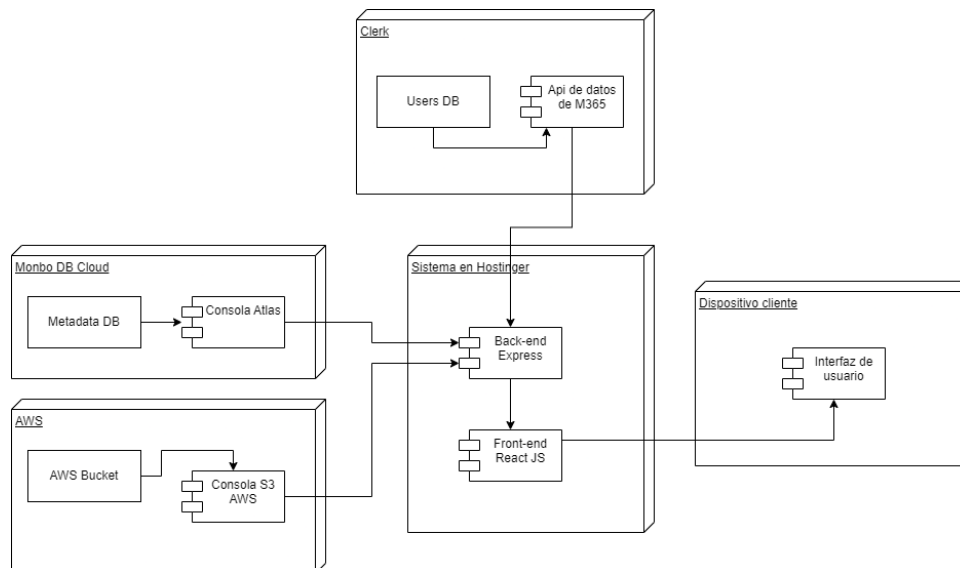 Clerk
Users DB
Api de datos
de M365
Monbo DB Cloud
Metadata DB
Consola Atlas
Sistema en Hostinger
Back-end
Express
Front-end
React JS
Dispositivo cliente
Interfaz de
usuario
AWS
AWS Bucket
Consola S3
AWS